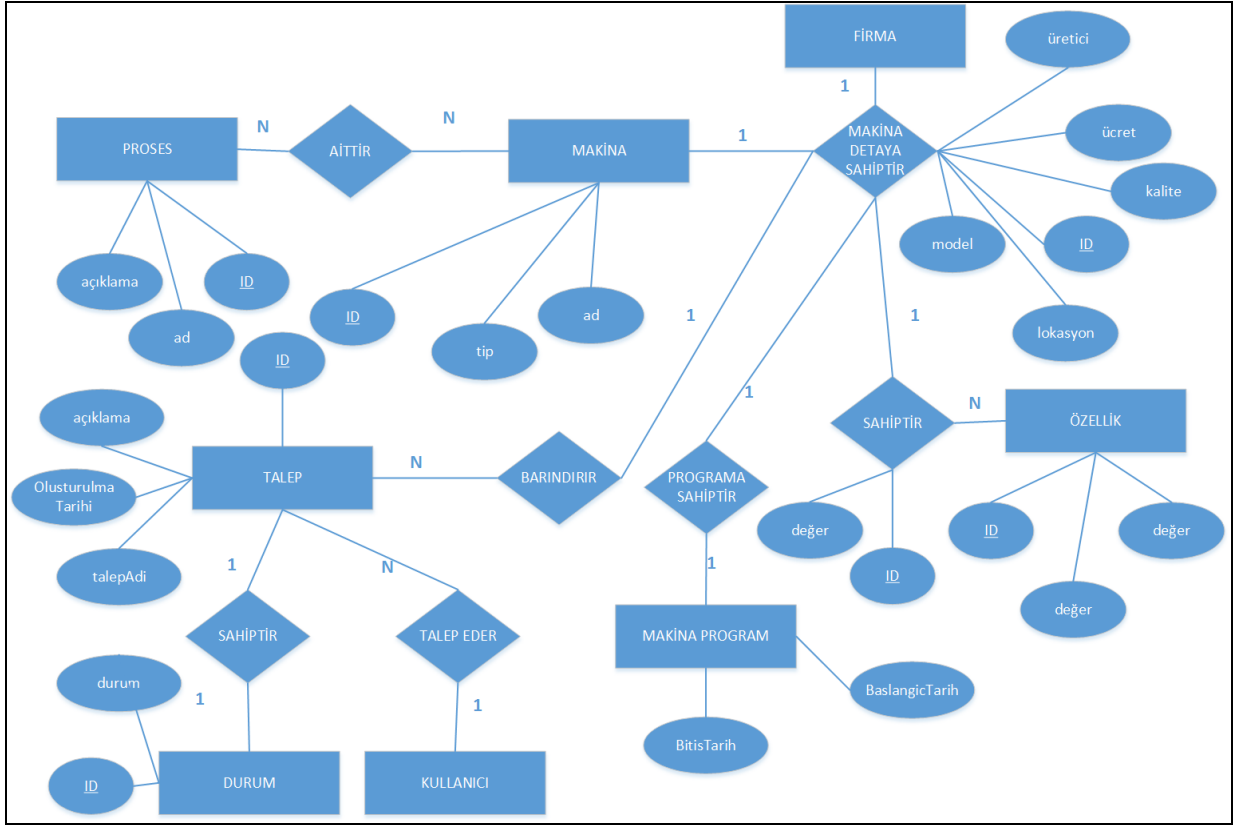 FİRMA
üretici
1
N
N
1
PROSES
AİTTİR
MAKİNA
MAKİNA
DETAYA
SAHİPTİR
ücret
kalite
model
ID
açıklama
ID
ID
ad
ad
tip
1
1
lokasyon
ID
açıklama
1
N
SAHİPTİR
ÖZELLİK
TALEP
N
BARINDIRIR
PROGRAMA
SAHİPTİR
Olusturulma
Tarihi
değer
ID
değer
talepAdi
1
N
1
ID
değer
SAHİPTİR
TALEP EDER
MAKİNA PROGRAM
durum
1
1
BaslangicTarih
BitisTarih
ID
DURUM
KULLANICI